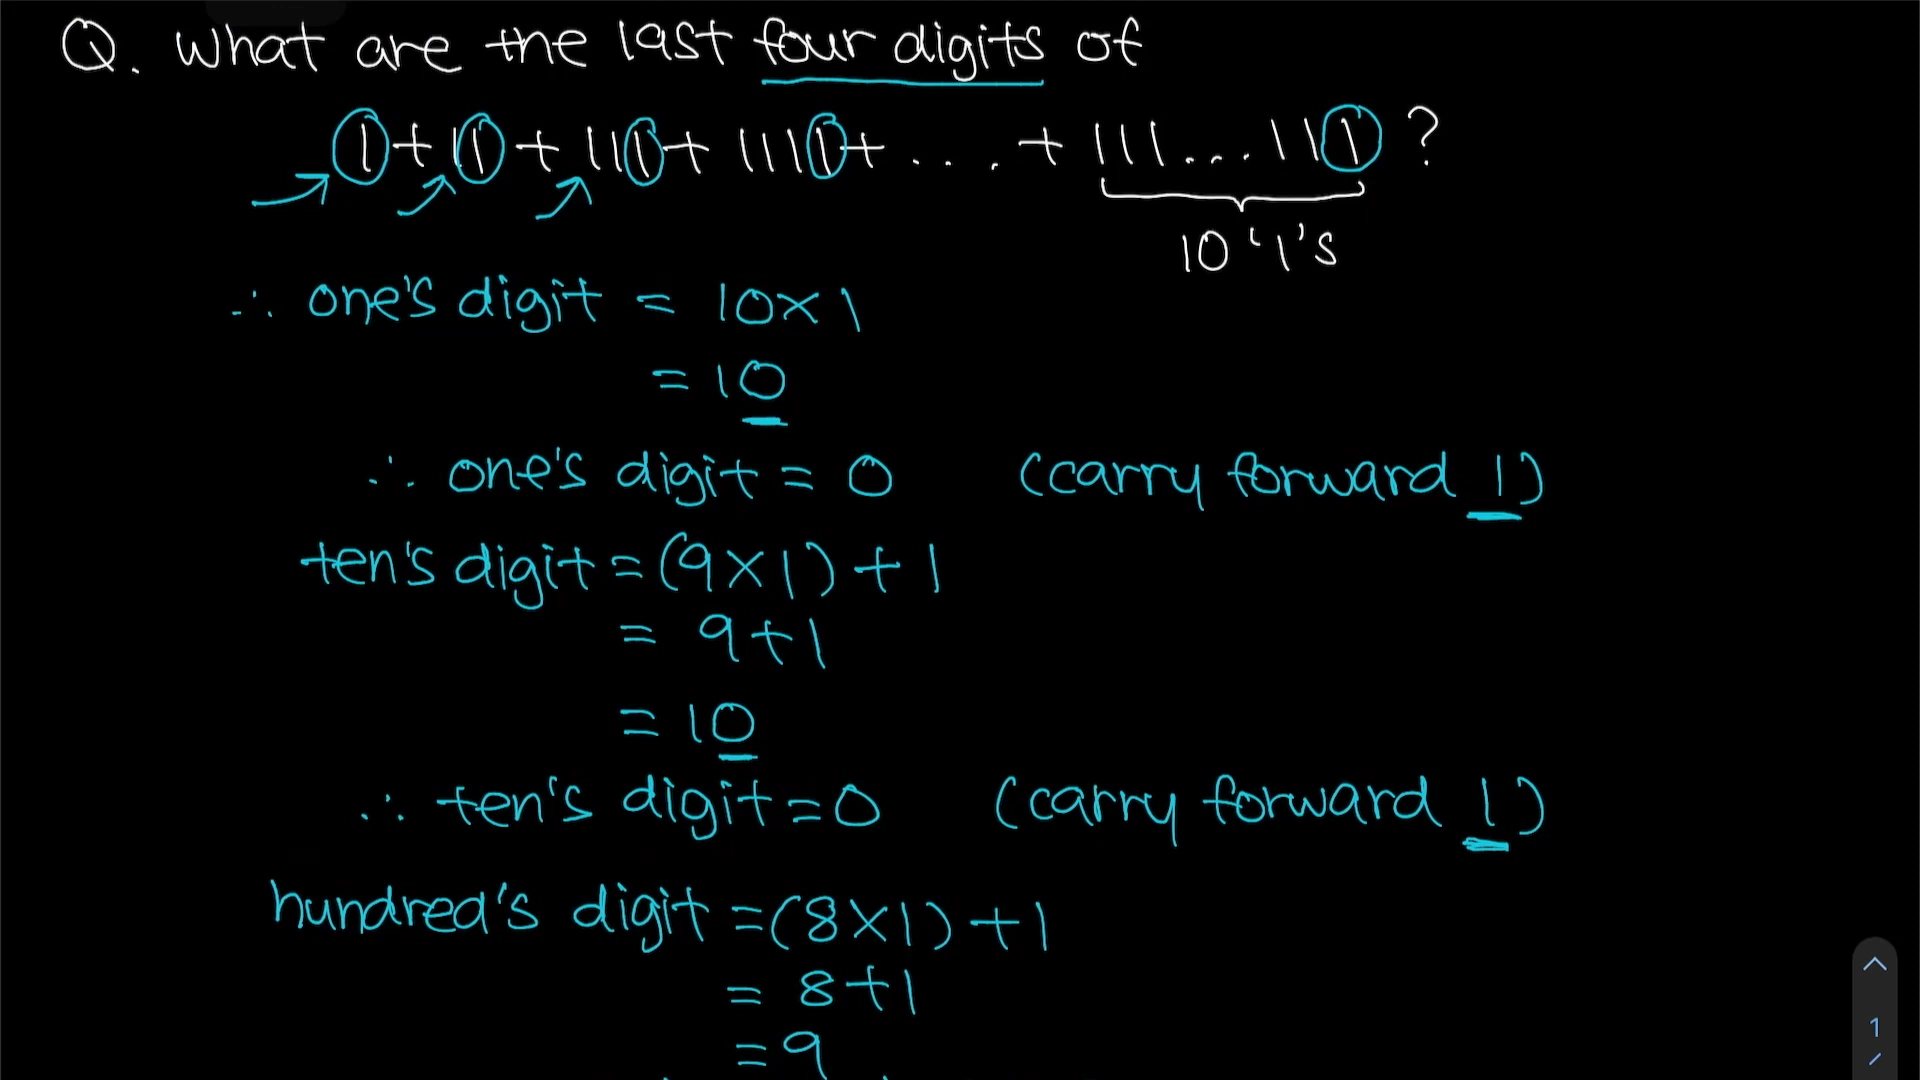 Q. What are the last four digits of
1 + 11 + 111 + 1111 + .... + 111...111 ?
10 '1's
∴ one's digit = 10×1
= 10
∴ one's digit = 0 (carry forward 1)
ten's digit = (9×1) + 1
= 9+1
= 10
∴ ten's digit = 0 (carry forward 1)
hundred's digit = (8×1) + 1
= 8+1
= 9
1